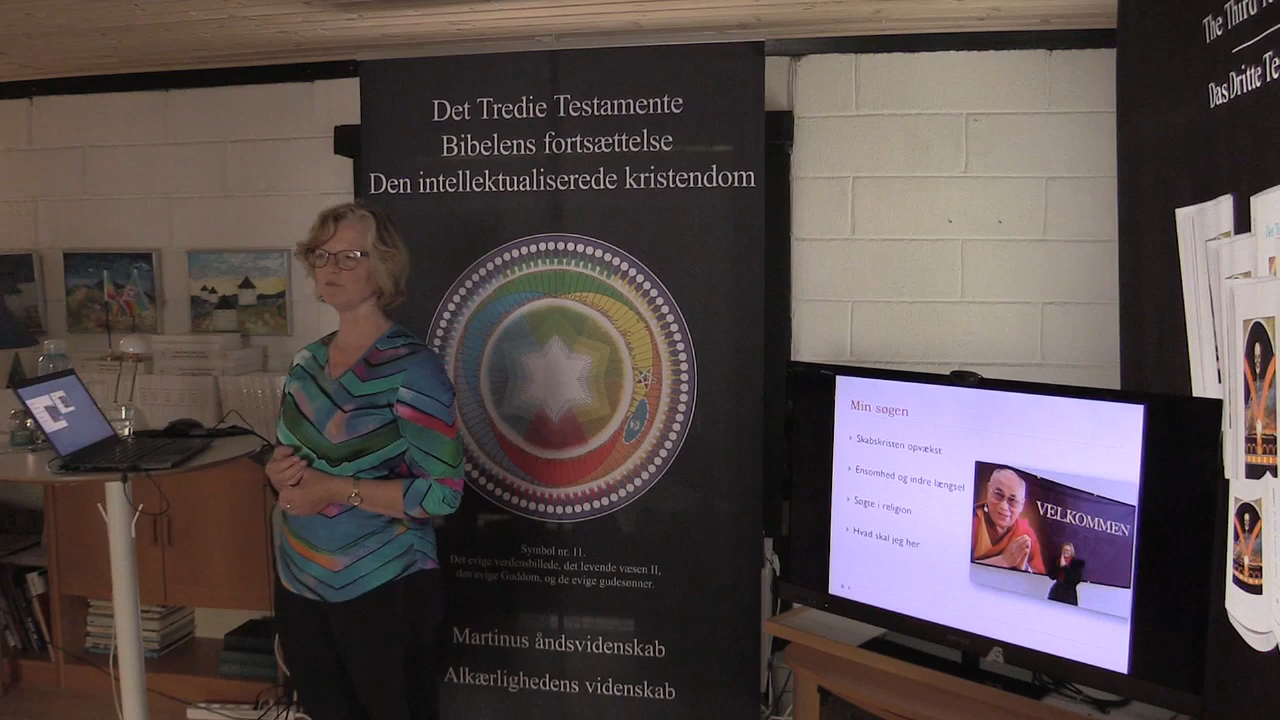 Det Tredie Testamente
Bibelens fortsættelse
Den intellektualiserede kristendom
Symbol nr. 11.
Det evige verdensbillede, det levende væsen II,
den evige Guddom, og de evige gudesønner.
Martinus åndsvidenskab
Alkærlighedens videnskab
Min søgen
Skabskristen opvækst
Ensomhed og indre længsel
Søgte i religion
Hvad skal jeg her
VELKOMMEN
The Third
Das Dritte Te